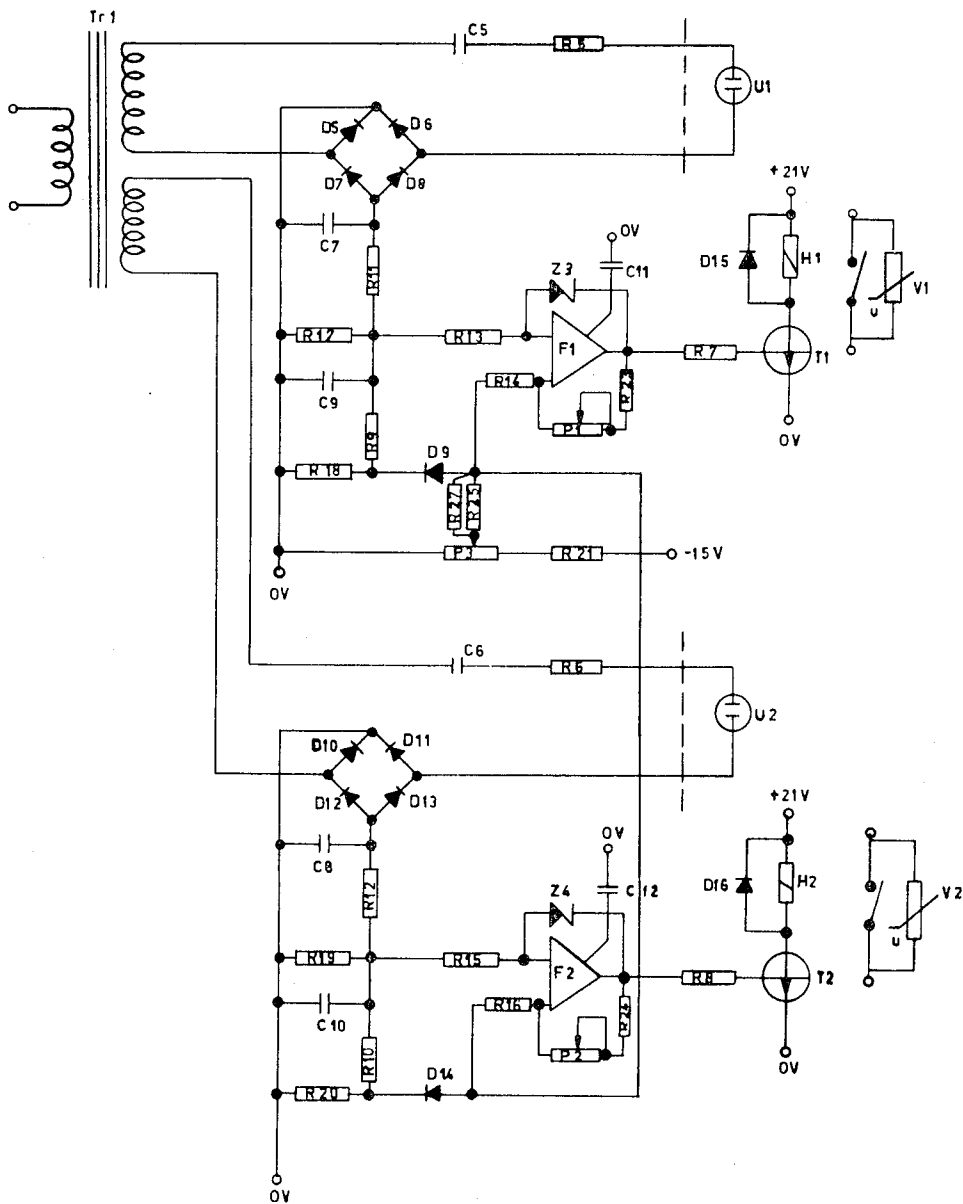 Tr1
C5
R5
U1
D5
D6
D7
D8
C7
R11
R17
C9
R9
R18
R13
Z3
0V
C11
F1
R14
P1
R23
R7
+21V
D15
H1
T1
0V
u
V1
D9
R27
R25
P3
R21
-15V
0V
C6
R6
U2
D10
D11
D12
D13
C8
R12
R19
C10
R10
R20
R15
Z4
0V
C12
F2
R16
P2
R24
R8
+21V
D16
H2
T2
0V
u
V2
D14
0V